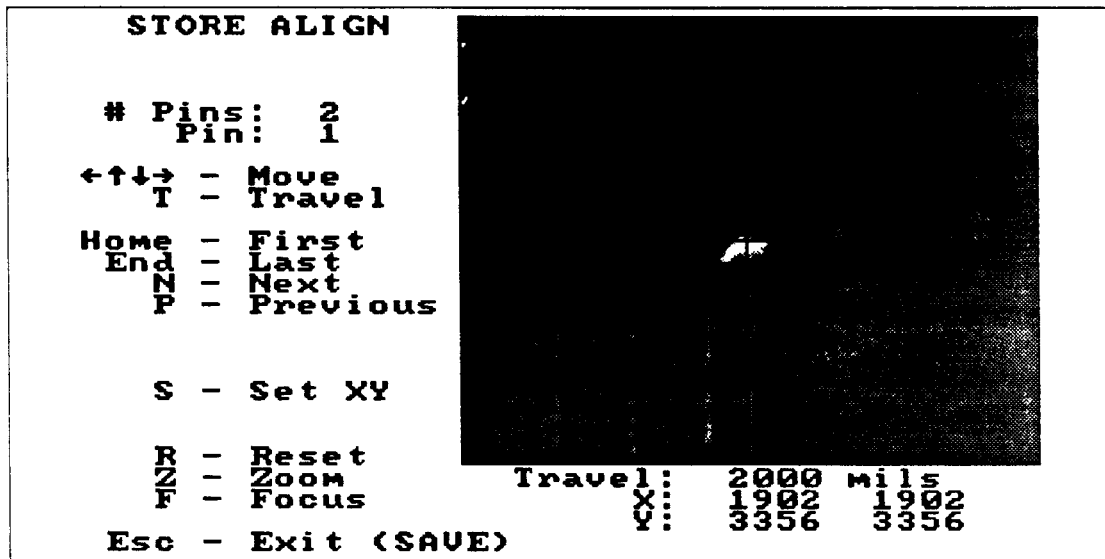 STORE ALIGN
# Pins: 2
Pin: 1
←↑↓→ - Move
T - Travel
Home - First
End - Last
N - Next
P - Previous
S - Set XY
R - Reset
Z - Zoom
F - Focus
Esc - Exit (SAVE)
Travel: 2000 mils
X: 1902 1902
Y: 3356 3356